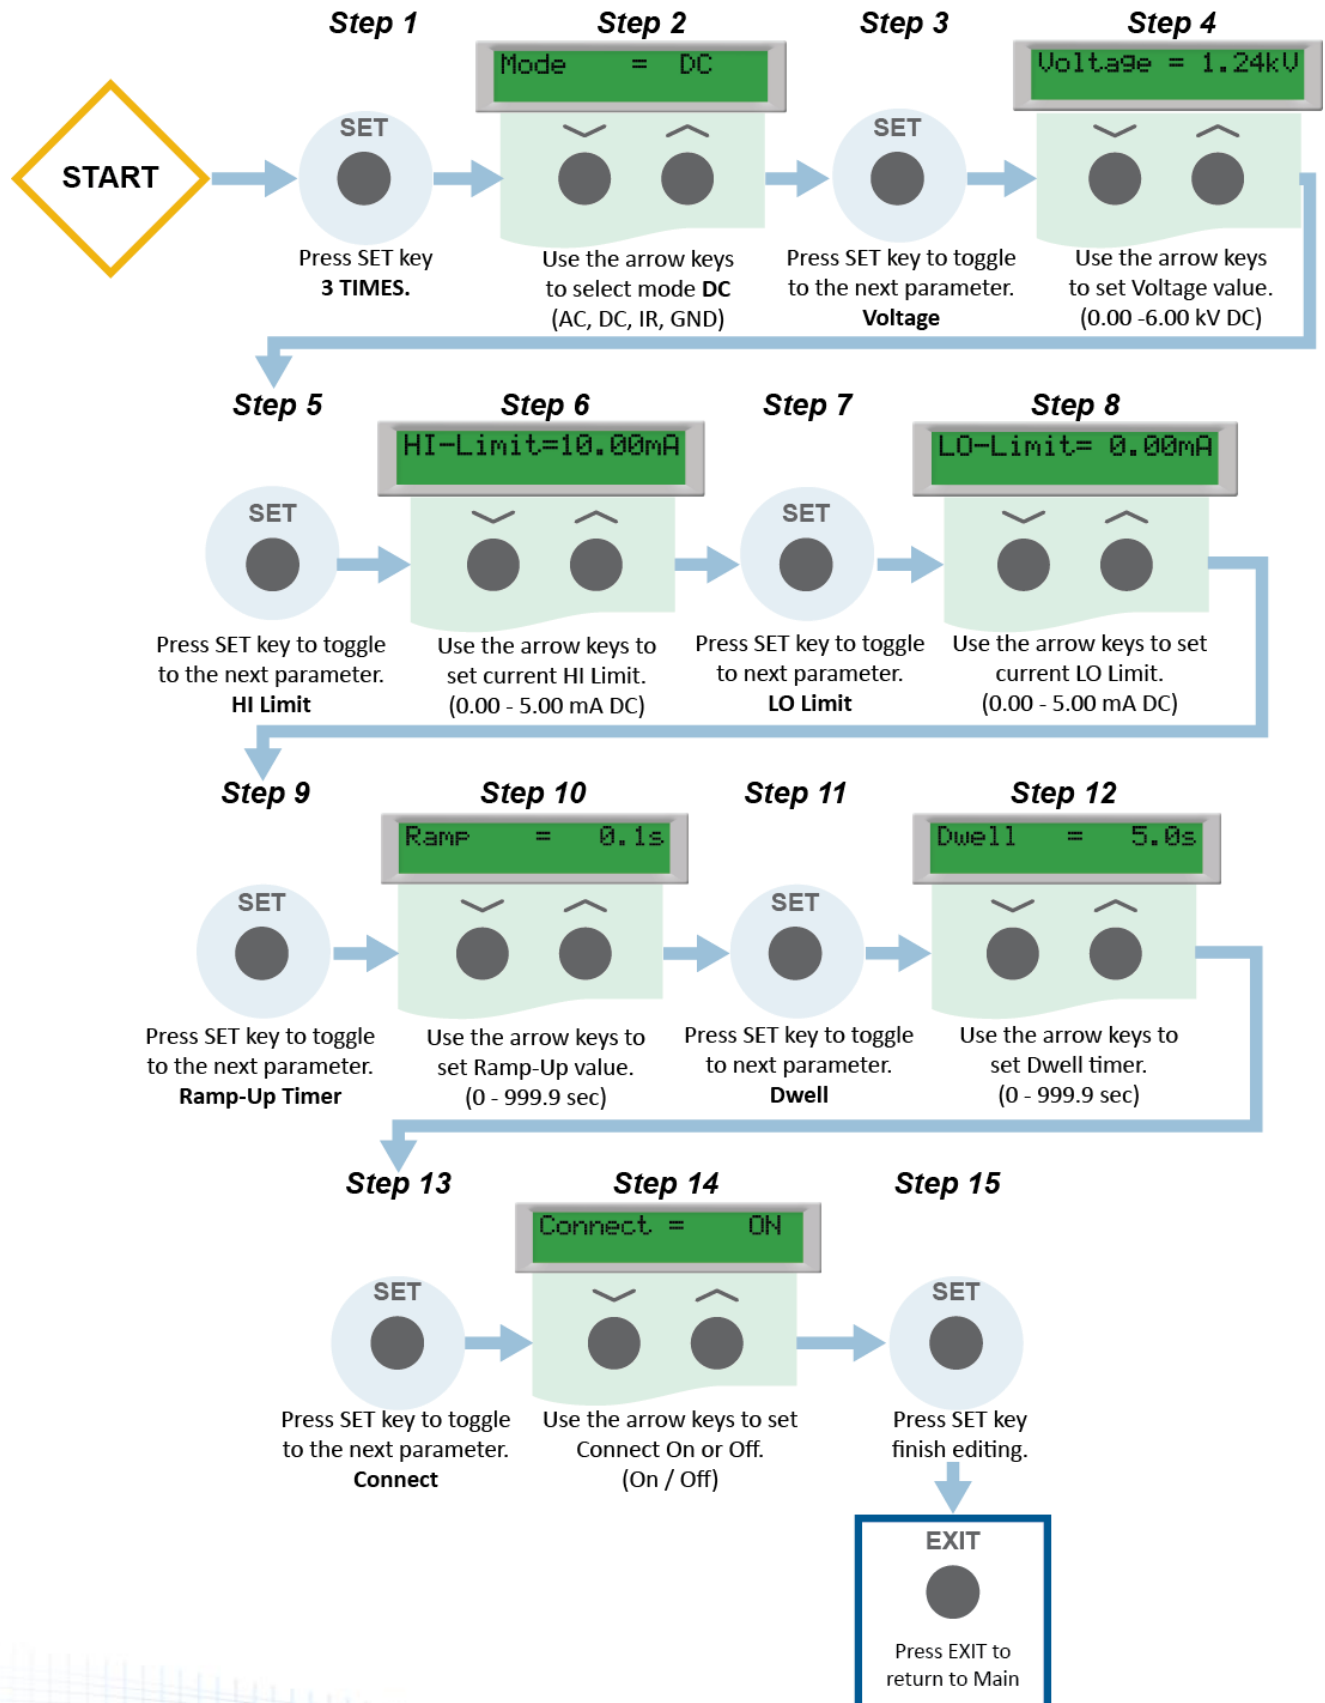 Step 1
Step 2
Step 3
Step 4
Mode = DC
Voltage = 1.24kV
START
SET
SET
Press SET key
3 TIMES.
Use the arrow keys
to select mode DC
(AC, DC, IR, GND)
Press SET key to toggle
to the next parameter.
Voltage
Use the arrow keys
to set Voltage value.
(0.00 -6.00 kV DC)
Step 5
Step 6
Step 7
Step 8
HI-Limit=10.00mA
LO-Limit= 0.00mA
SET
SET
Press SET key to toggle
to the next parameter.
HI Limit
Use the arrow keys to
set current HI Limit.
(0.00 - 5.00 mA DC)
Press SET key to toggle
to next parameter.
LO Limit
Use the arrow keys to set
current LO Limit.
(0.00 - 5.00 mA DC)
Step 9
Step 10
Step 11
Step 12
Ramp = 0.1s
Dwell = 5.0s
SET
SET
Press SET key to toggle
to the next parameter.
Ramp-Up Timer
Use the arrow keys to
set Ramp-Up value.
(0 - 999.9 sec)
Press SET key to toggle
to next parameter.
Dwell
Use the arrow keys to
set Dwell timer.
(0 - 999.9 sec)
Step 13
Step 14
Step 15
Connect = ON
SET
SET
Press SET key to toggle
to the next parameter.
Connect
Use the arrow keys to set
Connect On or Off.
(On / Off)
Press SET key
finish editing.
EXIT
Press EXIT to
return to Main